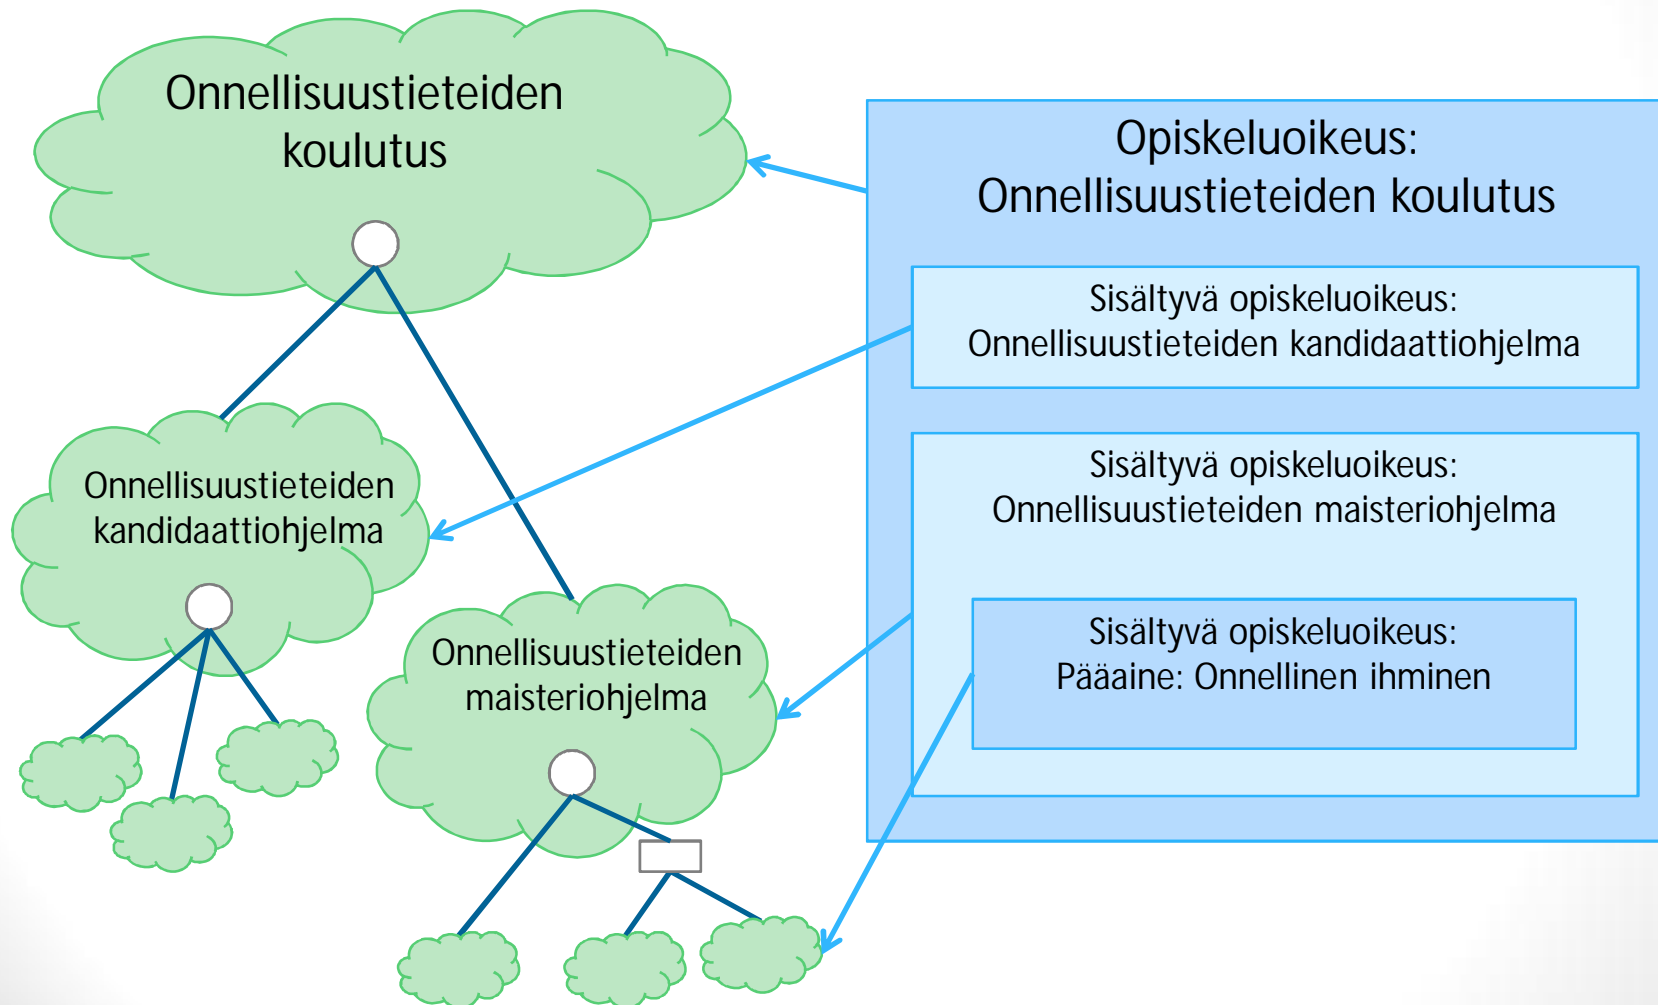 Onnellisuustieteiden
koulutus
Opiskeluoikeus:
Onnellisuustieteiden koulutus
Sisältyvä opiskeluoikeus:
Onnellisuustieteiden kandidaattiohjelma
Onnellisuustieteiden
kandidaattiohjelma
Sisältyvä opiskeluoikeus:
Onnellisuustieteiden maisteriohjelma
Onnellisuustieteiden
maisteriohjelma
Sisältyvä opiskeluoikeus:
Pääaine: Onnellinen ihminen